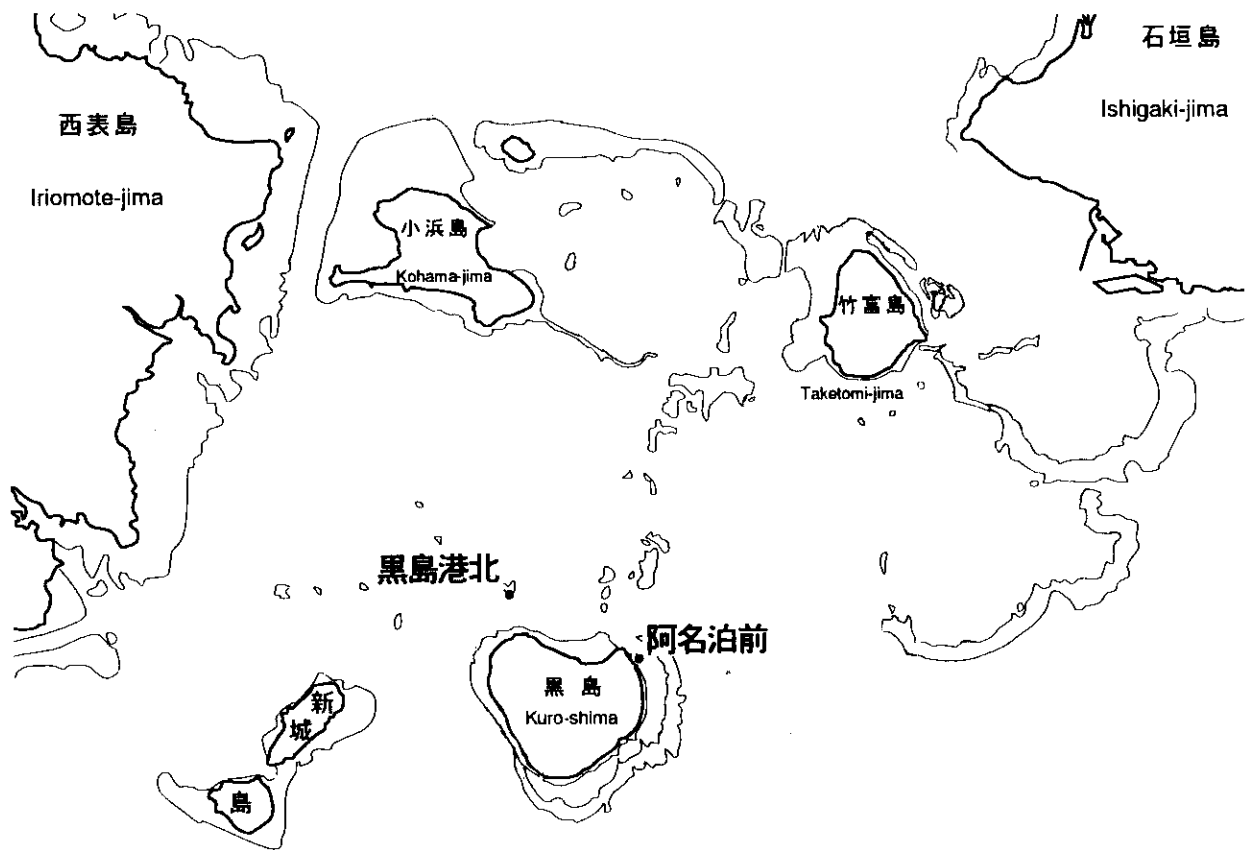 石垣島
Ishigaki-jima
西表島
Iriomote-jima
小浜島
Kohama-jima
竹富島
Taketomi-jima
黒島港北
阿名泊前
黒島
Kuro-shima
新
城
島